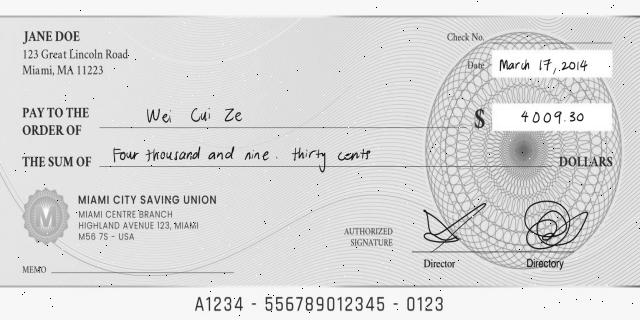 JANE DOE
123 Great Lincoln Road
Miami, MA 11223
Check No.
Date March 17, 2014
PAY TO THE
ORDER OF Wei Cui Ze
$ 4009.30
THE SUM OF Four thousand and nine. thirty cents DOLLARS
M
MIAMI CITY SAVING UNION
MIAMI CENTRE BRANCH
HIGHLAND AVENUE 123, MIAMI
M56 7S - USA
AUTHORIZED
SIGNATURE
Director Directory
MEMO
A1234 - 556789012345 - 0123